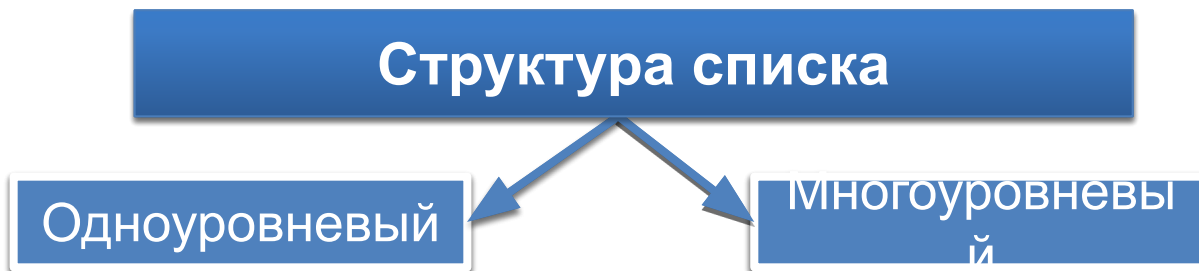 Структура списка
Одноуровневый
Многоуровневы
й